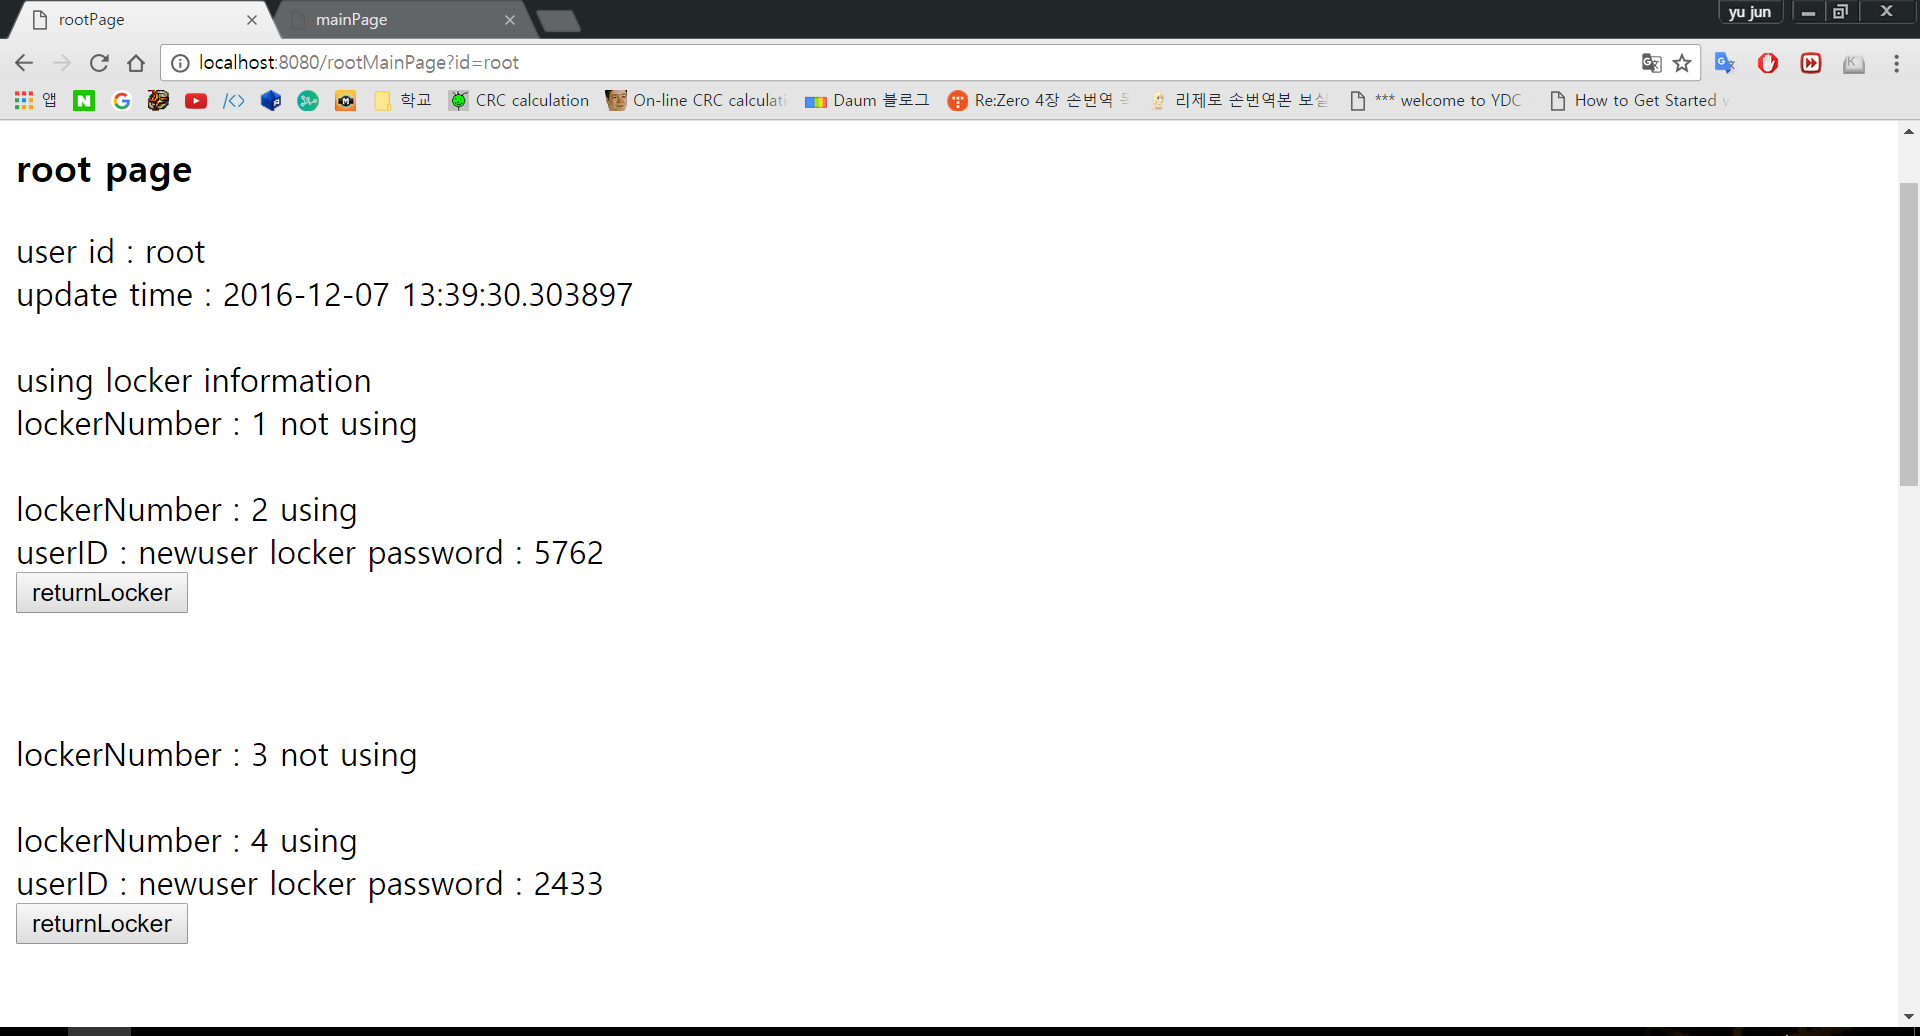 rootPage
mainPage
yu jun
localhost:8080/rootMainPage?id=root
앱
학교
CRC calculation
On-line CRC calculati
Daum 블로그
Re:Zero 4장 손번역
리제로 손번역본 보실
*** welcome to YDC
How to Get Started
root page
user id : root
update time : 2016-12-07 13:39:30.303897
using locker information
lockerNumber : 1 not using
lockerNumber : 2 using
userID : newuser locker password : 5762
returnLocker
lockerNumber : 3 not using
lockerNumber : 4 using
userID : newuser locker password : 2433
returnLocker